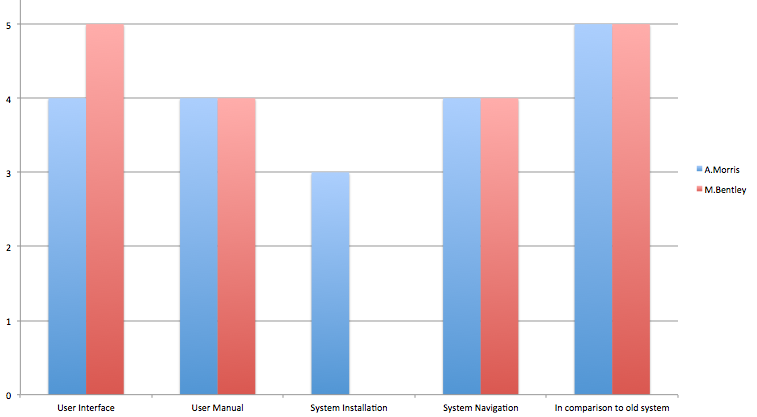 5
4
3
2
1
0
User Interface
User Manual
System Installation
System Navigation
In comparison to old system
A.Morris
M.Bentley